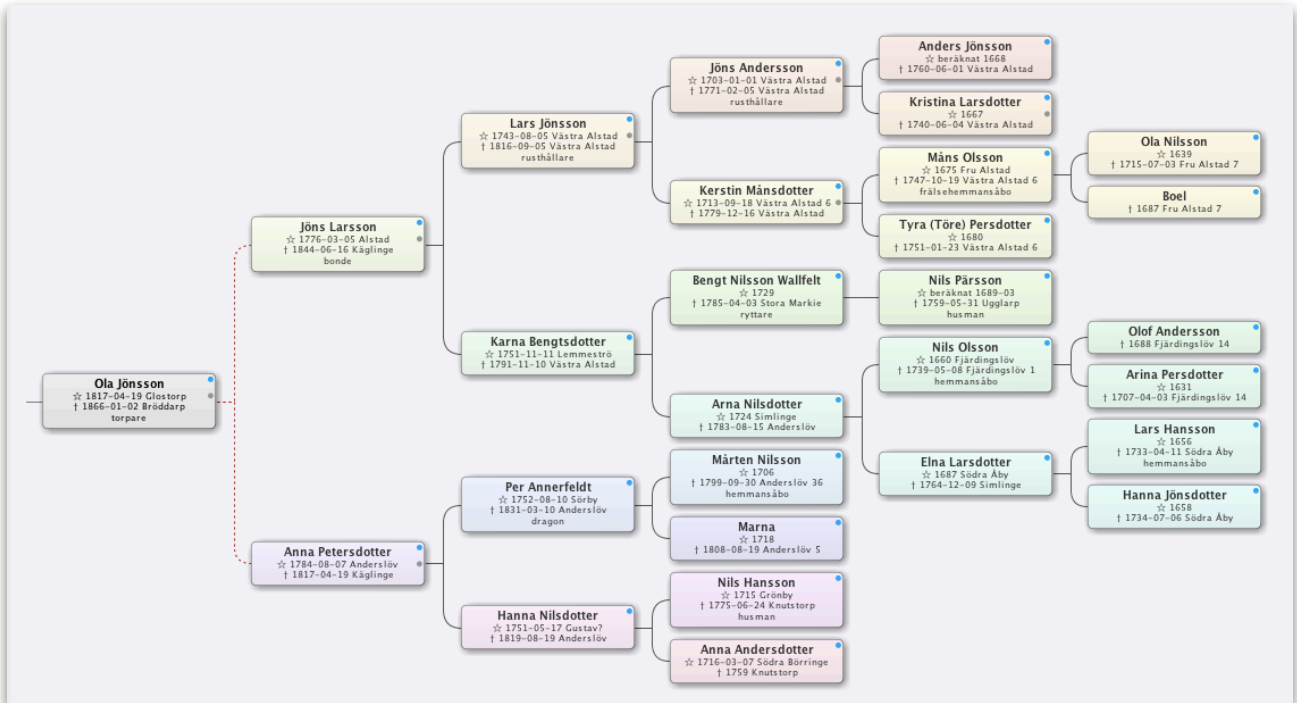 Ola Jönsson
☆ 1817-04-19 Glostorp
† 1866-01-02 Bröddarp
torpare
Jöns Larsson
☆ 1776-03-05 Alstad
† 1844-06-16 Käglinge
bonde
Anna Petersdotter
☆ 1784-08-07 Anderslöv
† 1817-04-19 Käglinge
Lars Jönsson
☆ 1743-08-05 Västra Alstad
† 1816-09-05 Västra Alstad
rusthållare
Karna Bengtsdotter
☆ 1751-11-11 Lemmeströ
† 1791-11-10 Västra Alstad
Per Annerfeldt
☆ 1752-08-10 Sörby
† 1831-03-10 Anderslöv
dragon
Hanna Nilsdotter
☆ 1751-05-17 Gustav?
† 1819-08-19 Anderslöv
Jöns Andersson
☆ 1703-01-01 Västra Alstad
† 1771-02-05 Västra Alstad
rusthållare
Kerstin Månsdotter
☆ 1713-09-18 Västra Alstad 6
† 1779-12-16 Västra Alstad
Bengt Nilsson Wallfelt
☆ 1729
† 1785-04-03 Stora Markie
ryttare
Arna Nilsdotter
☆ 1724 Simlinge
† 1783-08-15 Anderslöv
Mårten Nilsson
☆ 1706
† 1799-09-30 Anderslöv 36
hemmansåbo
Marna
☆ 1718
† 1808-08-19 Anderslöv 5
Nils Hansson
☆ 1715 Grönby
† 1775-06-24 Knutstorp
husman
Anna Andersdotter
☆ 1716-03-07 Södra Börringe
† 1759 Knutstorp
Anders Jönsson
☆ beräknat 1668
† 1760-06-01 Västra Alstad
Kristina Larsdotter
☆ 1667
† 1740-06-04 Västra Alstad
Måns Olsson
☆ 1675 Fru Alstad
† 1747-10-19 Västra Alstad 6
frälsehemmansåbo
Tyra (Töre) Persdotter
☆ 1680
† 1751-01-23 Västra Alstad 6
Nils Pärsson
☆ beräknat 1689-03
† 1759-05-31 Ugglarp
husman
Nils Olsson
☆ 1660 Fjärdingslöv
† 1739-05-08 Fjärdingslöv 1
hemmansåbo
Elna Larsdotter
☆ 1687 Södra Åby
† 1764-12-09 Simlinge
Ola Nilsson
☆ 1639
† 1715-07-03 Fru Alstad 7
Boel
† 1687 Fru Alstad 7
Olof Andersson
† 1688 Fjärdingslöv 14
Arina Persdotter
☆ 1631
† 1707-04-03 Fjärdingslöv 14
Lars Hansson
☆ 1656
† 1733-04-11 Södra Åby
hemmansåbo
Hanna Jönsdotter
☆ 1658
† 1734-07-06 Södra Åby